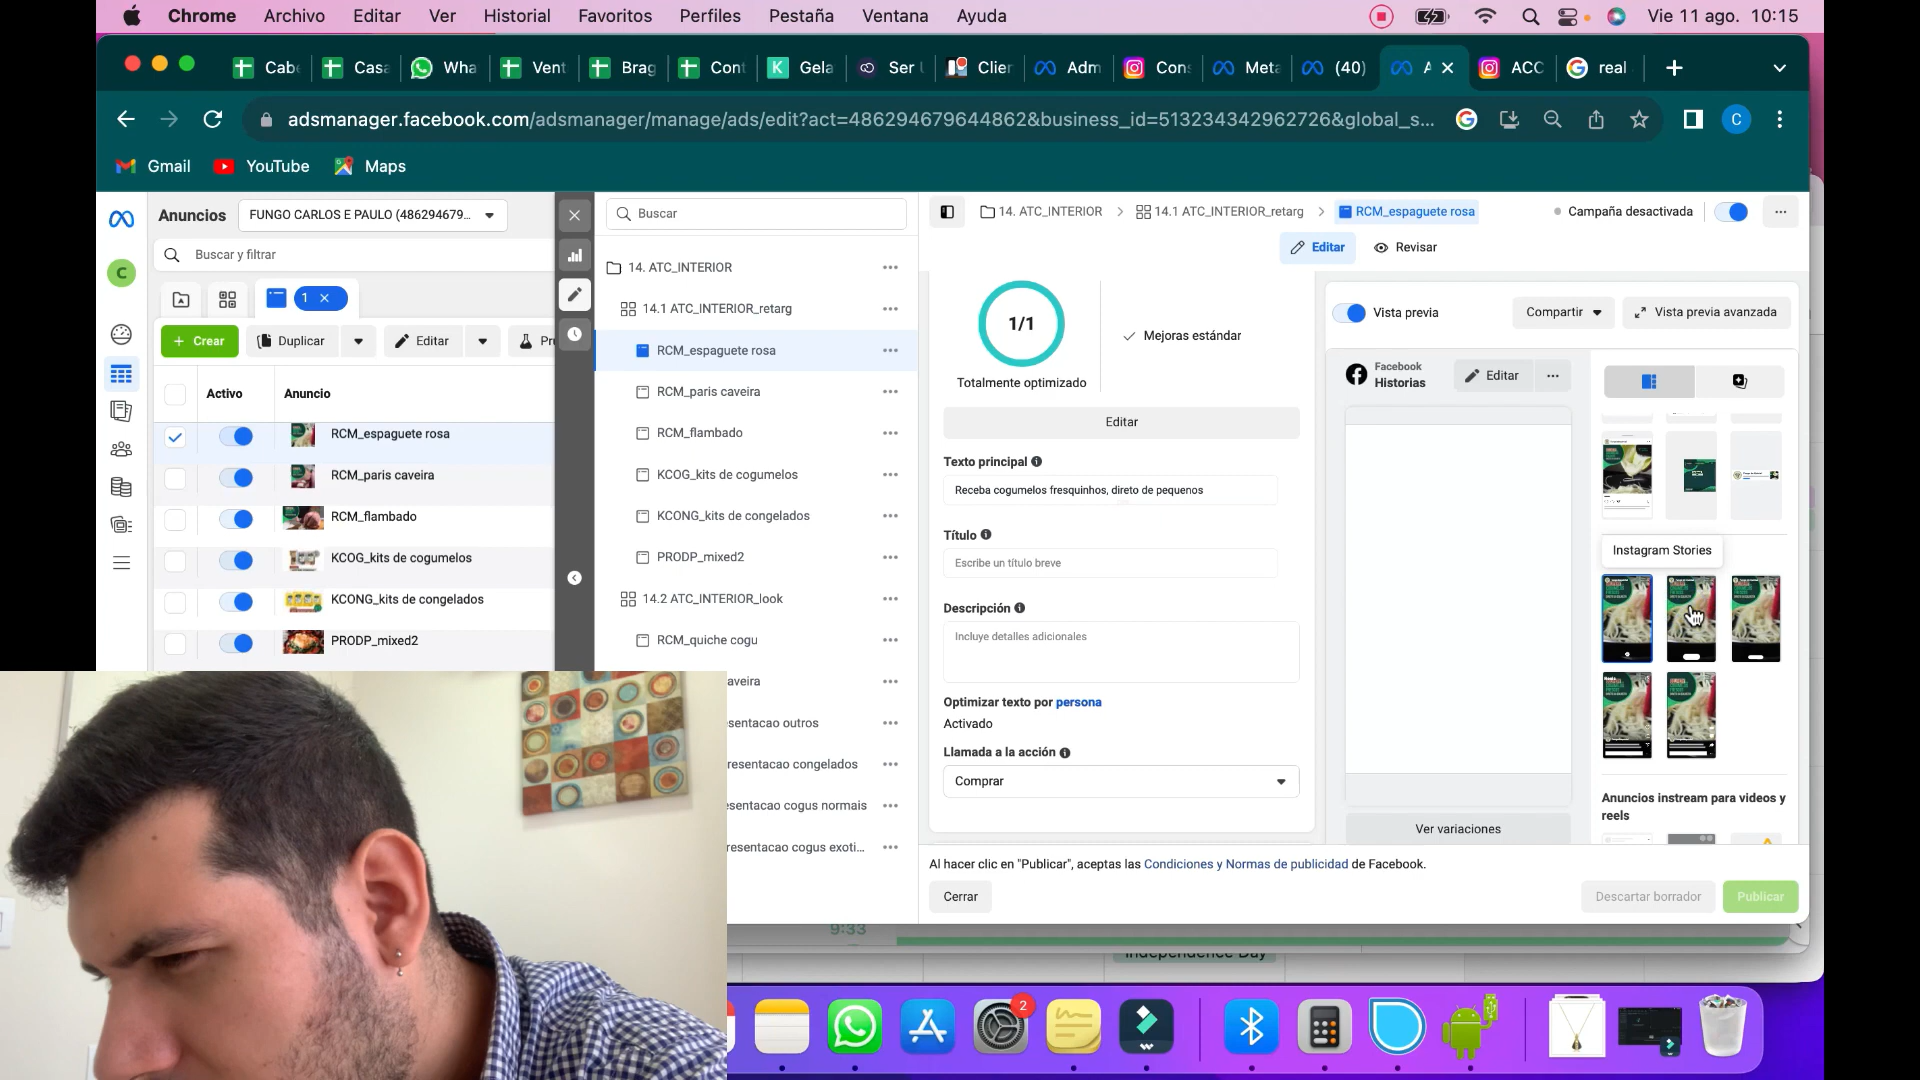 Chrome Archivo Editar Ver Historial Favoritos Perfiles Pestaña Ventana Ayuda Vie 11 ago. 10:15
Cabe Casa Wha Vent Brag Cont Gela Ser Clien Adm Cons Meta (40) A ACC real
adsmanager.facebook.com/adsmanager/manage/ads/edit?act=486294679644862&business_id=513234342962726&global_s...
Gmail YouTube Maps
Anuncios FUNGO CARLOS E PAULO (486294679...
Buscar y filtrar
1
Crear Duplicar Editar
Activo Anuncio
RCM_espaguete rosa
RCM_paris caveira
RCM_flambado
KCOG_kits de cogumelos
KCONG_kits de congelados
PRODP_mixed2
Buscar
14. ATC_INTERIOR
14.1 ATC_INTERIOR_retarg
RCM_espaguete rosa
RCM_paris caveira
RCM_flambado
KCOG_kits de cogumelos
KCONG_kits de congelados
PRODP_mixed2
14.2 ATC_INTERIOR_look
RCM_quiche cogu
aveira
sentacao outros
resentacao congelados
esentacao cogus normais
resentacao cogus exoti...
14. ATC_INTERIOR 14.1 ATC_INTERIOR_retarg RCM_espaguete rosa Campaña desactivada
Editar Revisar
1/1
Totalmente optimizado
Mejoras estándar
Editar
Texto principal
Receba cogumelos fresquinhos, direto de pequenos
Título
Escribe un título breve
Descripción
Incluye detalles adicionales
Optimizar texto por persona
Activado
Llamada a la acción
Comprar
Vista previa Compartir Vista previa avanzada
Facebook
Historias
Editar
Instagram Stories
Anuncios instream para videos y
reels
Ver variaciones
Al hacer clic en "Publicar", aceptas las Condiciones y Normas de publicidad de Facebook.
Cerrar Descartar borrador Publicar
9:33
Independence Day
2